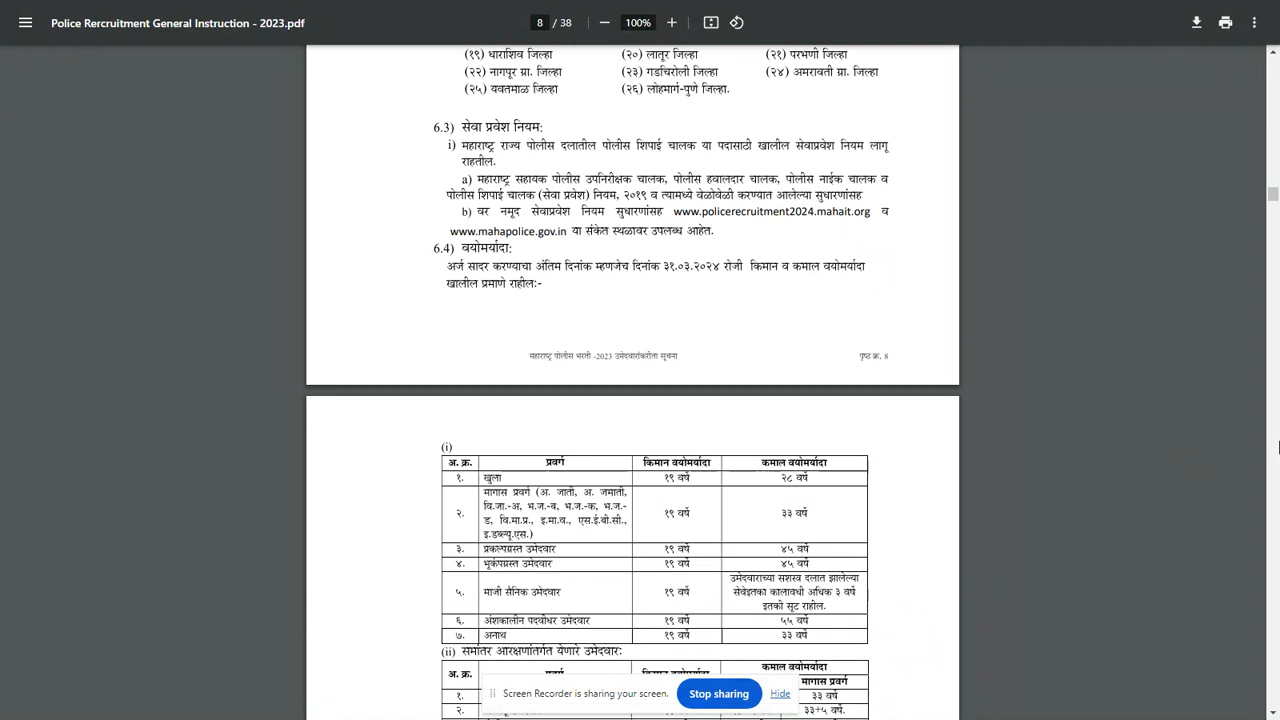 Police Rercruitment General Instruction - 2023.pdf
8 / 38
100%
(१९) धाराशिव जिल्हा (२०) लातूर जिल्हा (२१) परभणी जिल्हा
(२२) नागपूर ग्रा. जिल्हा (२३) गडचिरोली जिल्हा (२४) अमरावती ग्रा. जिल्हा
(२५) यवतमाळ जिल्हा (२६) लोहमार्ग-पुणे जिल्हा.
6.3) सेवा प्रवेश नियम:
i) महाराष्ट्र राज्य पोलीस दलातील पोलीस शिपाई चालक या पदासाठी खालील सेवाप्रवेश नियम लागू
राहतील.
a) महाराष्ट्र सहायक पोलीस उपनिरीक्षक चालक, पोलीस हवालदार चालक, पोलीस नाईक चालक व
पोलीस शिपाई चालक (सेवा प्रवेश) नियम, २०१९ व त्यामध्ये वेळोवेळी करण्यात आलेल्या सुधारणांसह
b) वर नमूद सेवाप्रवेश नियम सुधारणांसह www.policerecruitment2024.mahait.org व
www.mahapolice.gov.in या संकेत स्थळावर उपलब्ध आहेत.
6.4) वयोमर्यादा:
अर्ज सादर करण्याचा अंतिम दिनांक म्हणजेच दिनांक ३१.०३.२०२४ रोजी किमान व कमाल वयोमर्यादा
खालील प्रमाणे राहील:-
महाराष्ट्र पोलीस भरती -2023 उमेदवारांकरीता सूचना पृष्ठ क्र. 8
(i)
अ. क्र. प्रवर्ग किमान वयोमर्यादा कमाल वयोमर्यादा
१. खुला १९ वर्षे २८ वर्षे
मागास प्रवर्ग (अ. जाती, अ. जमाती,
वि.जा.-अ, भ.ज.-ब, भ.ज.-क, भ.ज.-
२. ड, वि.मा.प्र., इ.मा.व., एस.ई.बी.सी., १९ वर्षे ३३ वर्षे
इ.डब्ल्यू.एस.)
३. प्रकल्पग्रस्त उमेदवार १९ वर्षे ४५ वर्षे
४. भूकंपग्रस्त उमेदवार १९ वर्षे ४५ वर्षे
उमेदवाराच्या सशस्त्र दलात झालेल्या
५. माजी सैनिक उमेदवार १९ वर्षे सेवेइतका कालावधी अधिक ३ वर्षे
इतकी सूट राहील.
६. अंशकालीन पदवीधर उमेदवार १९ वर्षे ५५ वर्षे
७. अनाथ १९ वर्षे ३३ वर्षे
(ii) समांतर आरक्षणांतर्गत येणारे उमेदवार:
कमाल वयोमर्यादा
अ. क्र.
मागास प्रवर्ग
१. ३३ वर्षे
२. ३३+५ वर्षे.
Screen Recorder is sharing your screen. Stop sharing Hide